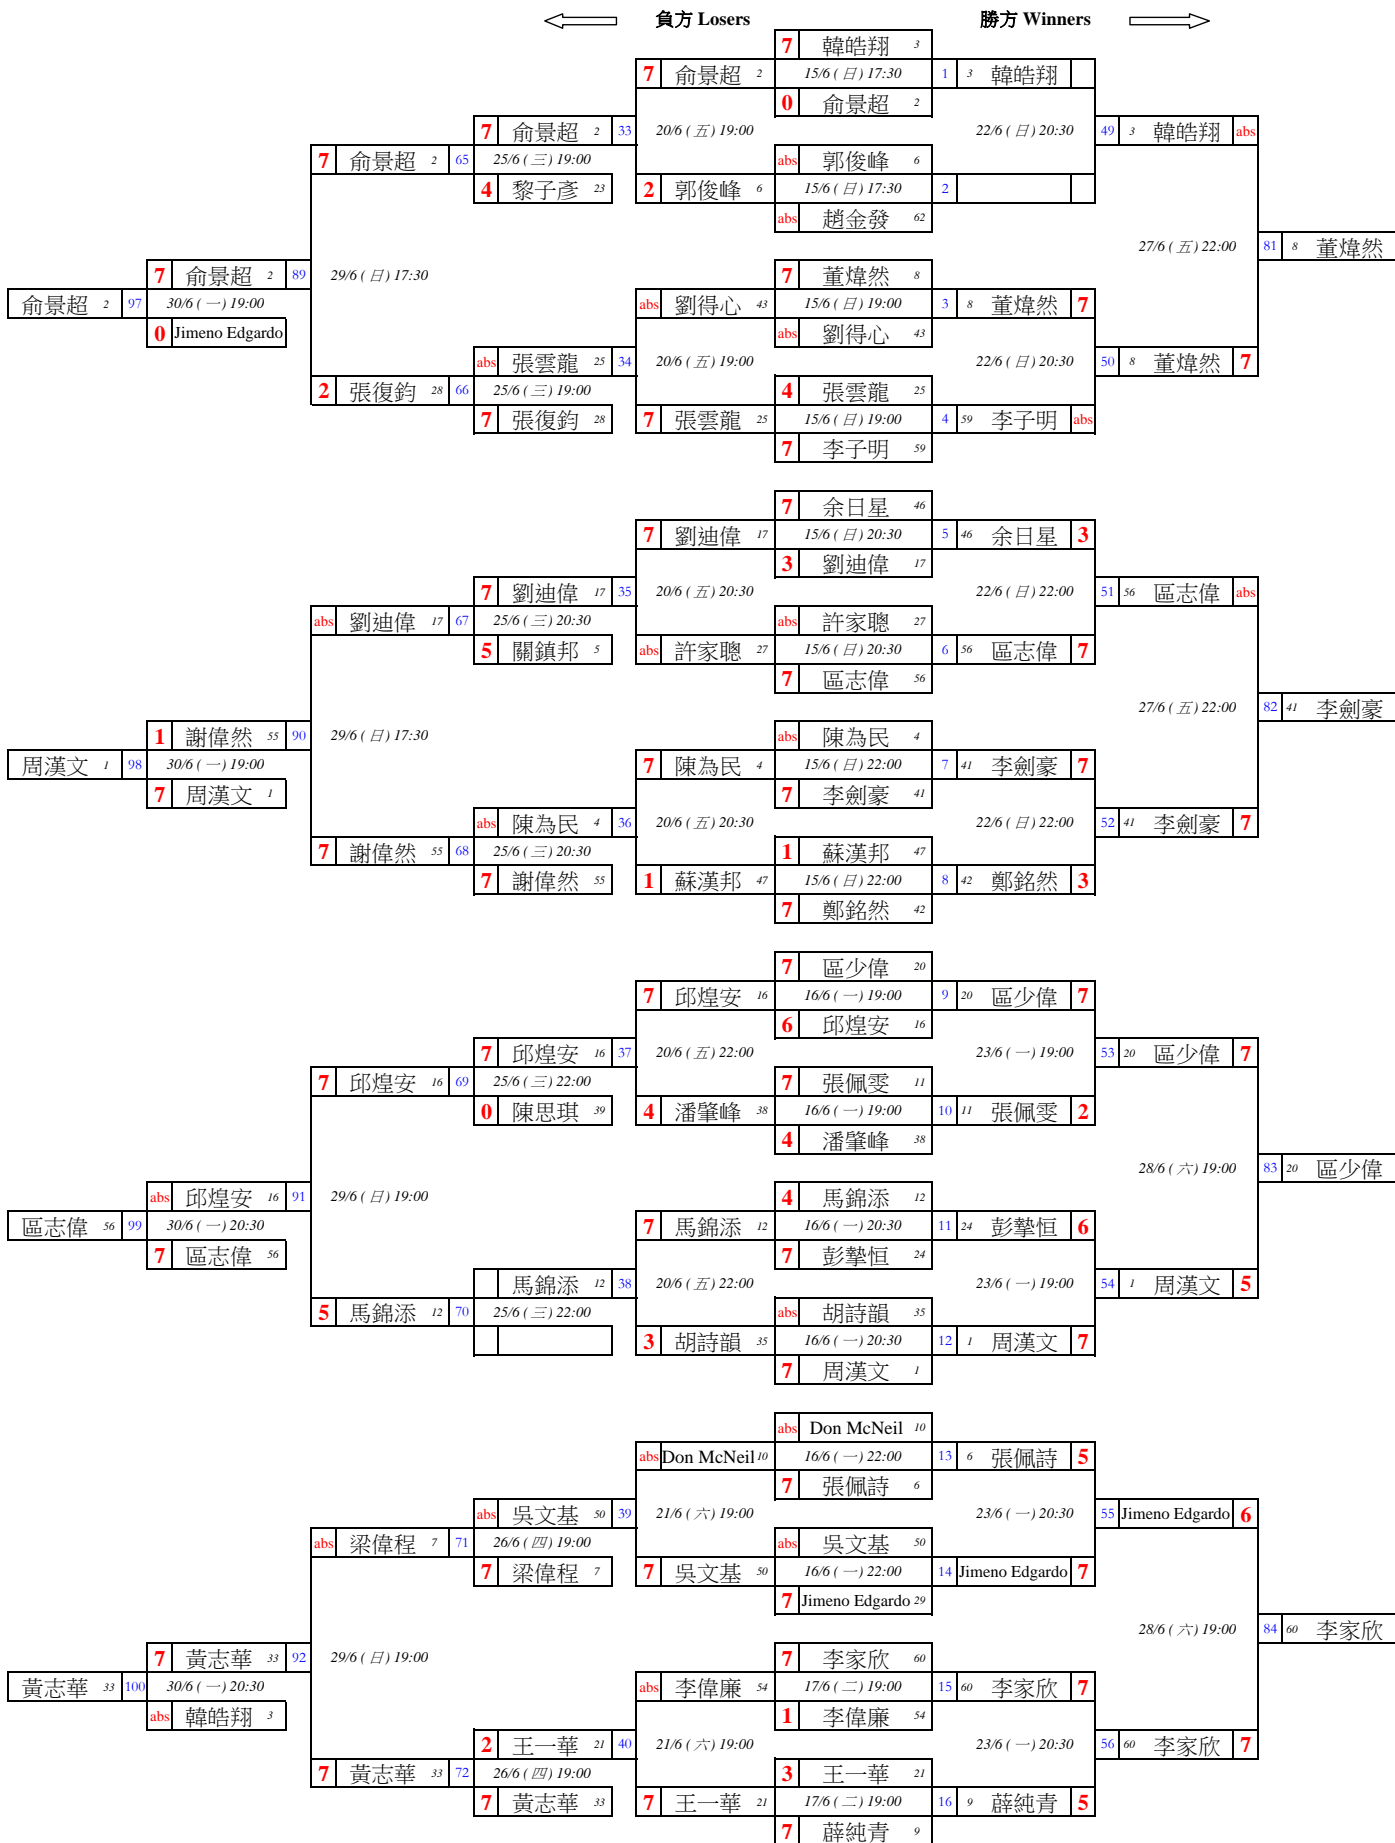 負方 Losers 勝方 Winners
7 韓皓翔 3
7 俞景超 2 15/6 ( 日 ) 17:30 1 3 韓皓翔
0 俞景超 2
7 俞景超 2 33 20/6 ( 五 ) 19:00 22/6 ( 日 ) 20:30 49 3 韓皓翔 abs
7 俞景超 2 65 25/6 ( 三 ) 19:00 abs 郭俊峰 6
4 黎子彥 23 2 郭俊峰 6 15/6 ( 日 ) 17:30 2
abs 趙金發 62
27/6 ( 五 ) 22:00 81 8 董煒然
7 俞景超 2 89 29/6 ( 日 ) 17:30 7 董煒然 8
俞景超 2 97 30/6 ( 一 ) 19:00 abs 劉得心 43 15/6 ( 日 ) 19:00 3 8 董煒然 7
0 Jimeno Edgardo abs 劉得心 43
abs 張雲龍 25 34 20/6 ( 五 ) 19:00 22/6 ( 日 ) 20:30 50 8 董煒然 7
2 張復鈞 28 66 25/6 ( 三 ) 19:00 4 張雲龍 25
7 張復鈞 28 7 張雲龍 25 15/6 ( 日 ) 19:00 4 59 李子明 abs
7 李子明 59
7 余日星 46
7 劉迪偉 17 15/6 ( 日 ) 20:30 5 46 余日星 3
3 劉迪偉 17
7 劉迪偉 17 35 20/6 ( 五 ) 20:30 22/6 ( 日 ) 22:00 51 56 區志偉 abs
abs 劉迪偉 17 67 25/6 ( 三 ) 20:30 abs 許家聰 27
5 關鎮邦 5 abs 許家聰 27 15/6 ( 日 ) 20:30 6 56 區志偉 7
7 區志偉 56
27/6 ( 五 ) 22:00 82 41 李劍豪
1 謝偉然 55 90 29/6 ( 日 ) 17:30 abs 陳為民 4
周漢文 1 98 30/6 ( 一 ) 19:00 7 陳為民 4 15/6 ( 日 ) 22:00 7 41 李劍豪 7
7 周漢文 1 7 李劍豪 41
abs 陳為民 4 36 20/6 ( 五 ) 20:30 22/6 ( 日 ) 22:00 52 41 李劍豪 7
7 謝偉然 55 68 25/6 ( 三 ) 20:30 1 蘇漢邦 47
7 謝偉然 55 1 蘇漢邦 47 15/6 ( 日 ) 22:00 8 42 鄭銘然 3
7 鄭銘然 42
7 區少偉 20
7 邱煌安 16 16/6 ( 一 ) 19:00 9 20 區少偉 7
6 邱煌安 16
7 邱煌安 16 37 20/6 ( 五 ) 22:00 23/6 ( 一 ) 19:00 53 20 區少偉 7
7 邱煌安 16 69 25/6 ( 三 ) 22:00 7 張佩雯 11
0 陳思琪 39 4 潘肇峰 38 16/6 ( 一 ) 19:00 10 11 張佩雯 2
4 潘肇峰 38
28/6 ( 六 ) 19:00 83 20 區少偉
abs 邱煌安 16 91 29/6 ( 日 ) 19:00 4 馬錦添 12
區志偉 56 99 30/6 ( 一 ) 20:30 7 馬錦添 12 16/6 ( 一 ) 20:30 11 24 彭摯恒 6
7 區志偉 56 7 彭摯恒 24
馬錦添 12 38 20/6 ( 五 ) 22:00 23/6 ( 一 ) 19:00 54 1 周漢文 5
5 馬錦添 12 70 25/6 ( 三 ) 22:00 abs 胡詩韻 35
3 胡詩韻 35 16/6 ( 一 ) 20:30 12 1 周漢文 7
7 周漢文 1
abs Don McNeil 10
abs Don McNeil 10 16/6 ( 一 ) 22:00 13 6 張佩詩 5
7 張佩詩 6
abs 吳文基 50 39 21/6 ( 六 ) 19:00 23/6 ( 一 ) 20:30 55 Jimeno Edgardo 6
abs 梁偉程 7 71 26/6 ( 四 ) 19:00 abs 吳文基 50
7 梁偉程 7 7 吳文基 50 16/6 ( 一 ) 22:00 14 Jimeno Edgardo 7
7 Jimeno Edgardo 29
28/6 ( 六 ) 19:00 84 60 李家欣
7 黃志華 33 92 29/6 ( 日 ) 19:00 7 李家欣 60
黃志華 33 100 30/6 ( 一 ) 20:30 abs 李偉廉 54 17/6 ( 二 ) 19:00 15 60 李家欣 7
abs 韓皓翔 3 1 李偉廉 54
2 王一華 21 40 21/6 ( 六 ) 19:00 23/6 ( 一 ) 20:30 56 60 李家欣 7
7 黃志華 33 72 26/6 ( 四 ) 19:00 3 王一華 21
7 黃志華 33 7 王一華 21 17/6 ( 二 ) 19:00 16 9 薛純青 5
7 薛純青 9